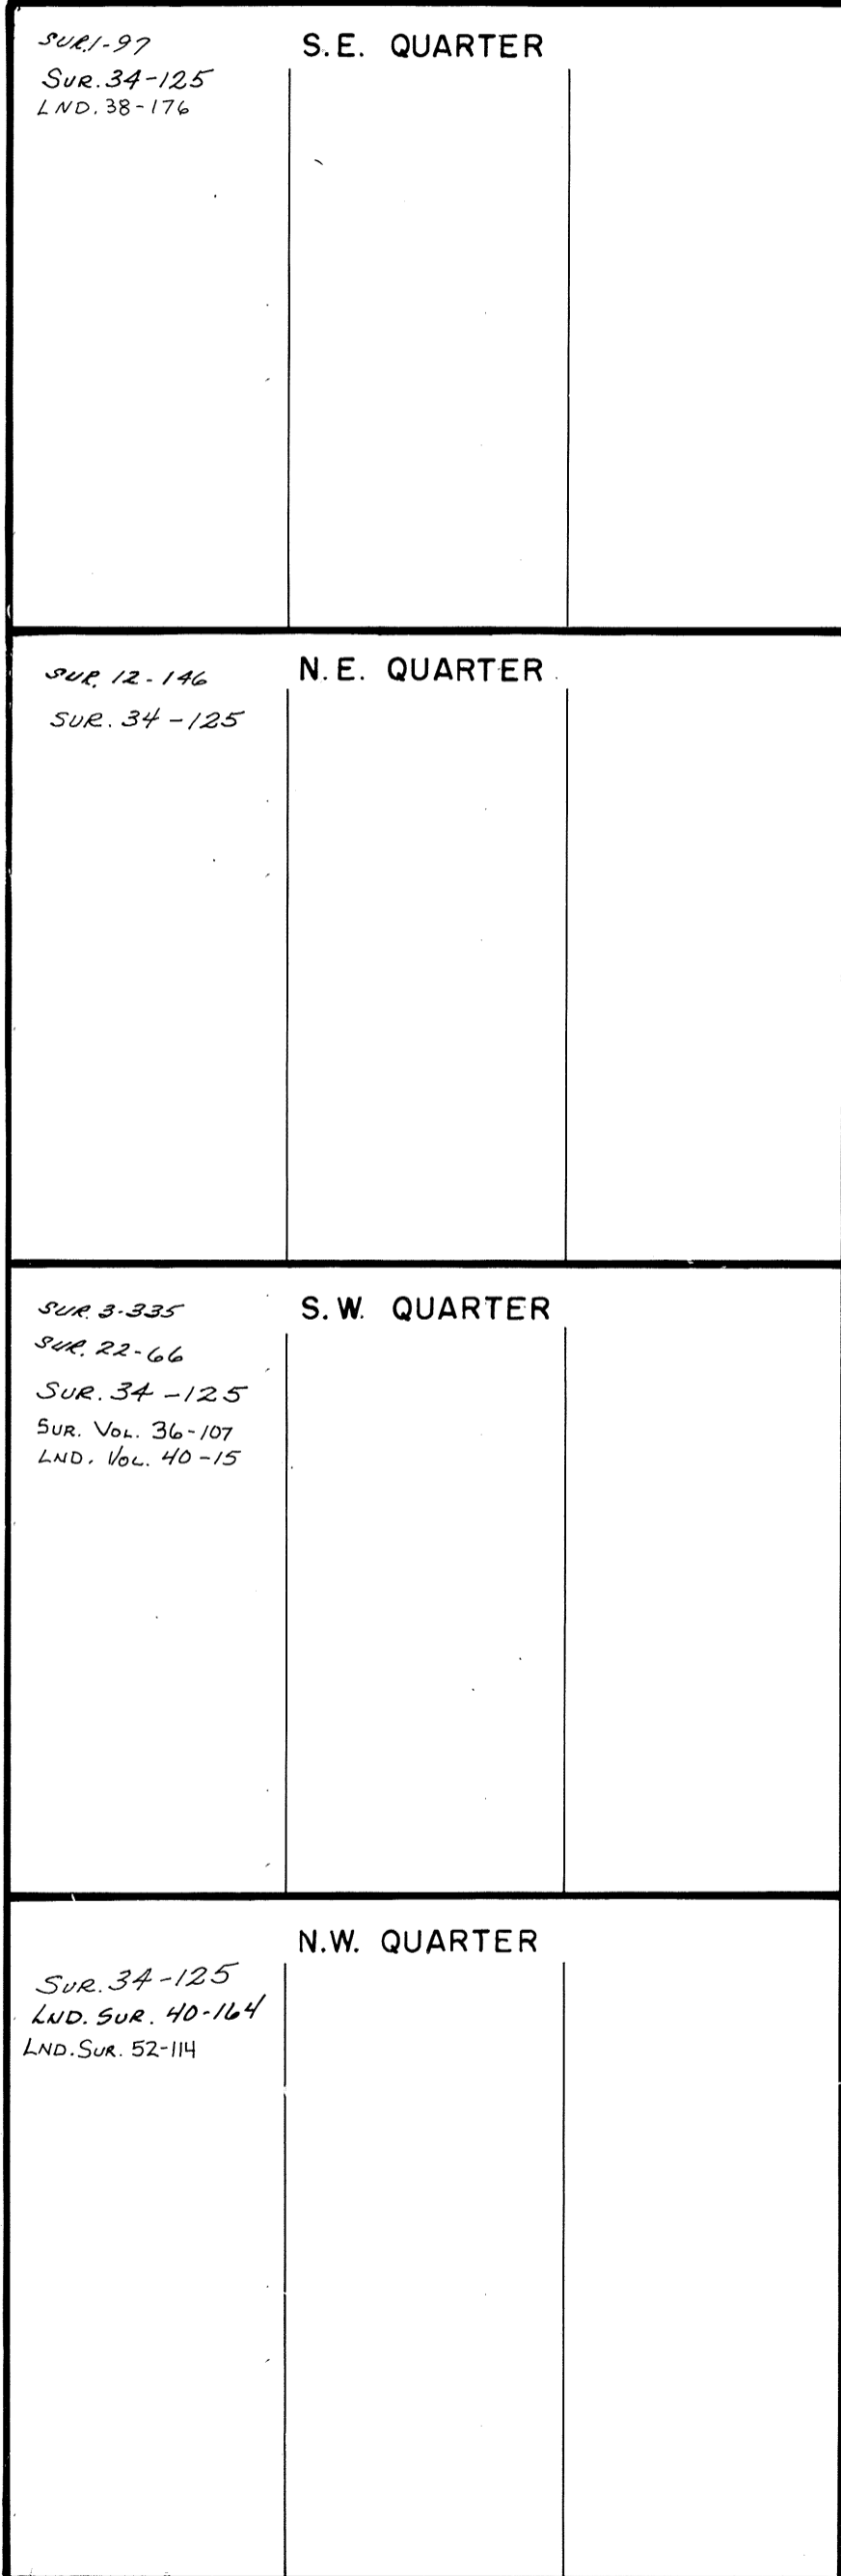 S.E. QUARTER
SUR. 1-97
SUR. 34-125
LND. 38-176
N.E. QUARTER
SUR. 12-146
SUR. 34-125
S.W. QUARTER
SUR. 3-335
SUR. 22-66
SUR. 34-125
SUR. VOL. 36-107
LND. VOL. 40-15
N.W. QUARTER
SUR. 34-125
LND. SUR. 40-164
LND. SUR. 52-114